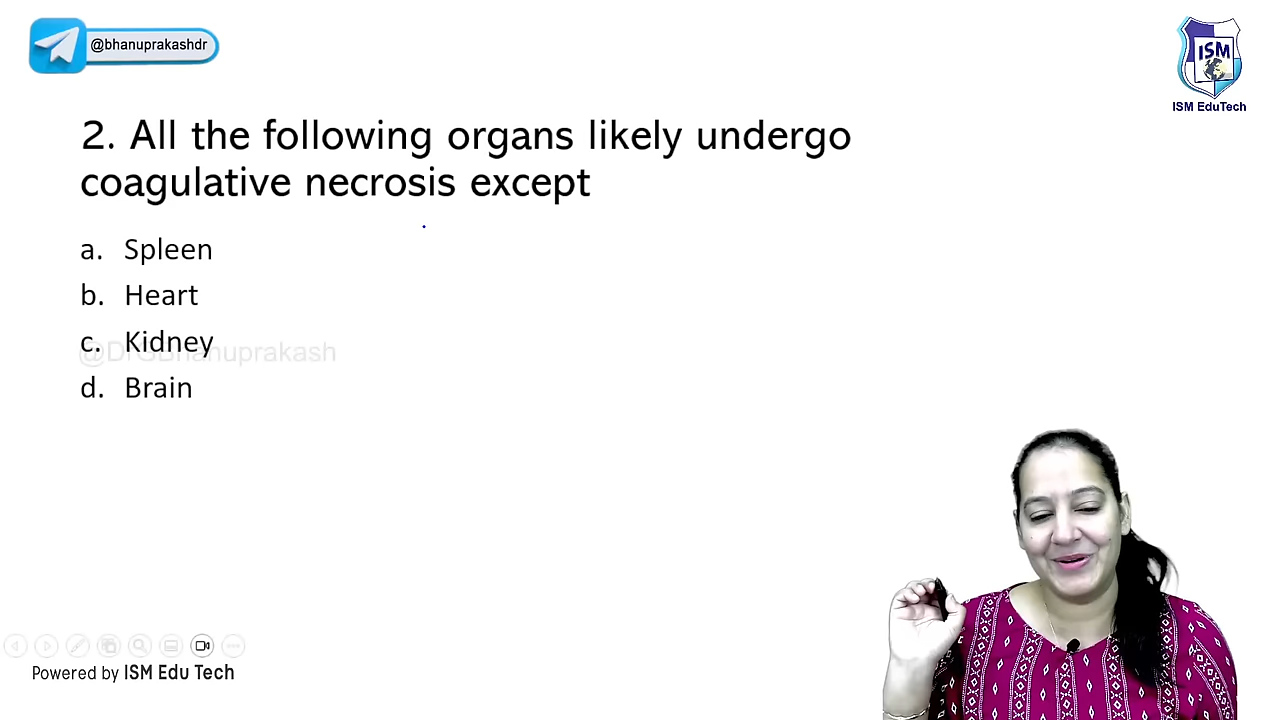 @bhanuprakashdr
ISM
ISM EduTech
2. All the following organs likely undergo
coagulative necrosis except
a. Spleen
b. Heart
c. Kidney
d. Brain
Powered by ISM Edu Tech